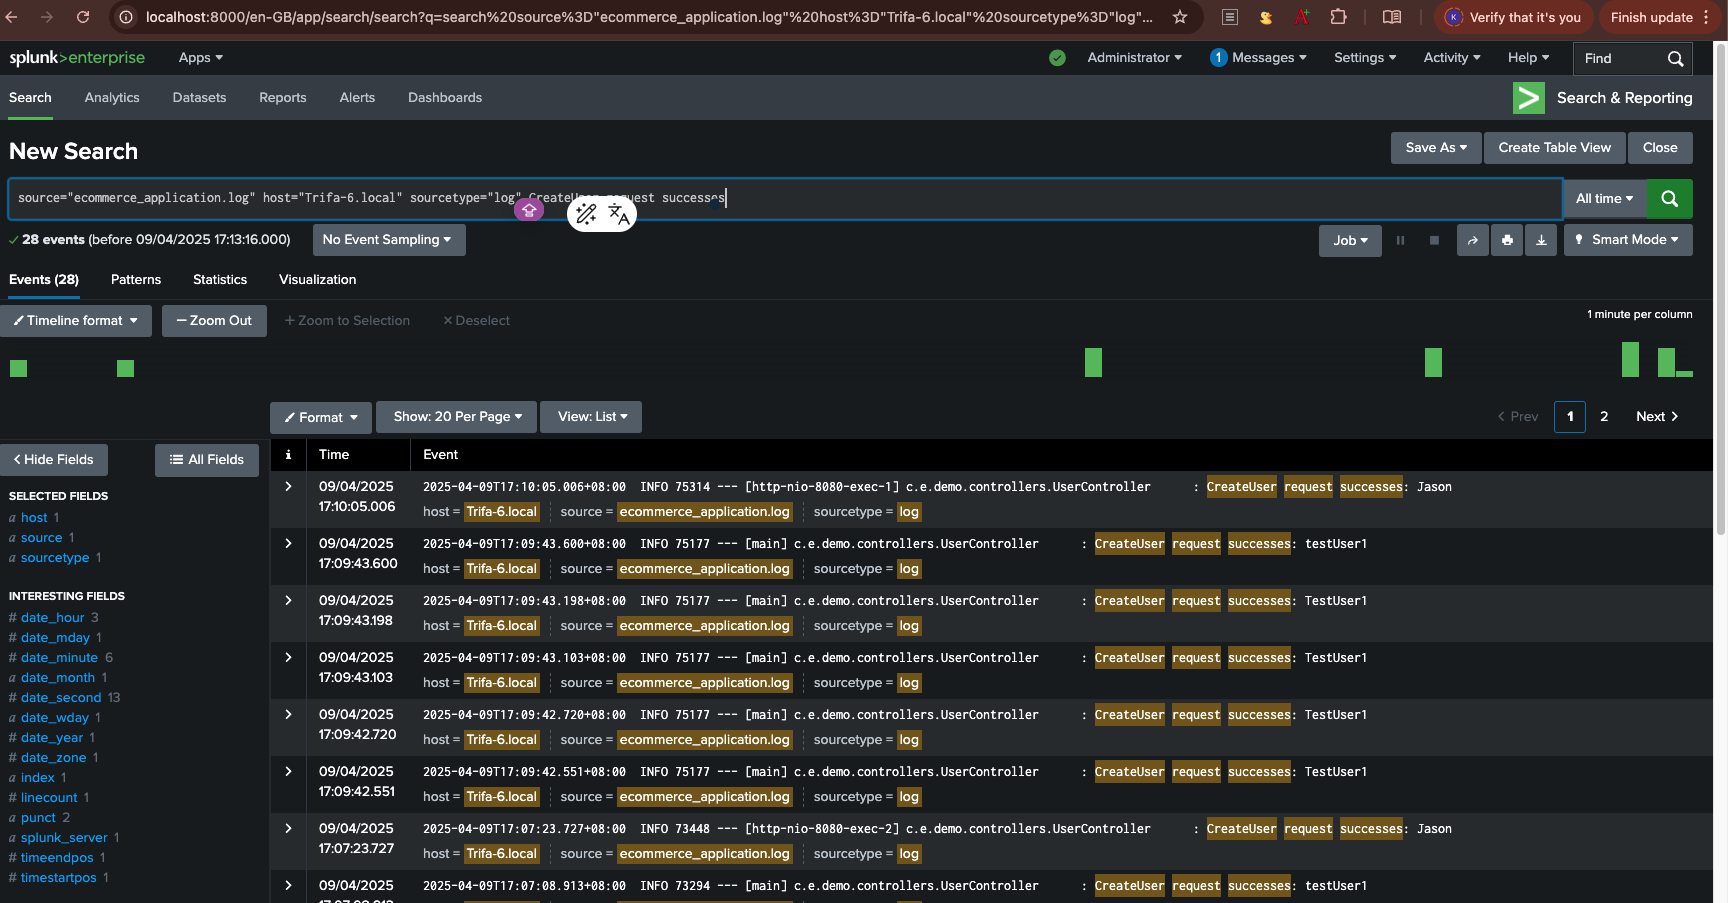 localhost:8000/en-GB/app/search/search?q=search%20source%3D"ecommerce_application.log"%20host%3D"Trifa-6.local"%20sourcetype%3D"log"...
K Verify that it's you
Finish update
splunk>enterprise Apps
Administrator 1 Messages Settings Activity Help Find
Search Analytics Datasets Reports Alerts Dashboards
Search & Reporting
New Search
Save As Create Table View Close
source="ecommerce_application.log" host="Trifa-6.local" sourcetype="log" CreateUser request successes
All time
28 events (before 09/04/2025 17:13:16.000) No Event Sampling
Job Smart Mode
Events (28) Patterns Statistics Visualization
Timeline format Zoom Out Zoom to Selection Deselect
1 minute per column
Format Show: 20 Per Page View: List
Prev 1 2 Next
Hide Fields All Fields
i Time Event
SELECTED FIELDS
a host 1
a source 1
a sourcetype 1
INTERESTING FIELDS
# date_hour 3
# date_mday 1
# date_minute 6
a date_month 1
# date_second 13
a date_wday 1
# date_year 1
# date_zone 1
a index 1
# linecount 1
a punct 2
a splunk_server 1
# timeendpos 1
# timestartpos 1
09/04/2025 17:10:05.006
2025-04-09T17:10:05.006+08:00 INFO 75314 --- [http-nio-8080-exec-1] c.e.demo.controllers.UserController : CreateUser request successes: Jason
host = Trifa-6.local source = ecommerce_application.log sourcetype = log
09/04/2025 17:09:43.600
2025-04-09T17:09:43.600+08:00 INFO 75177 --- [main] c.e.demo.controllers.UserController : CreateUser request successes: testUser1
host = Trifa-6.local source = ecommerce_application.log sourcetype = log
09/04/2025 17:09:43.198
2025-04-09T17:09:43.198+08:00 INFO 75177 --- [main] c.e.demo.controllers.UserController : CreateUser request successes: TestUser1
host = Trifa-6.local source = ecommerce_application.log sourcetype = log
09/04/2025 17:09:43.103
2025-04-09T17:09:43.103+08:00 INFO 75177 --- [main] c.e.demo.controllers.UserController : CreateUser request successes: TestUser1
host = Trifa-6.local source = ecommerce_application.log sourcetype = log
09/04/2025 17:09:42.720
2025-04-09T17:09:42.720+08:00 INFO 75177 --- [main] c.e.demo.controllers.UserController : CreateUser request successes: TestUser1
host = Trifa-6.local source = ecommerce_application.log sourcetype = log
09/04/2025 17:09:42.551
2025-04-09T17:09:42.551+08:00 INFO 75177 --- [main] c.e.demo.controllers.UserController : CreateUser request successes: TestUser1
host = Trifa-6.local source = ecommerce_application.log sourcetype = log
09/04/2025 17:07:23.727
2025-04-09T17:07:23.727+08:00 INFO 73448 --- [http-nio-8080-exec-2] c.e.demo.controllers.UserController : CreateUser request successes: Jason
host = Trifa-6.local source = ecommerce_application.log sourcetype = log
09/04/2025
2025-04-09T17:07:08.913+08:00 INFO 73294 --- [main] c.e.demo.controllers.UserController : CreateUser request successes: testUser1